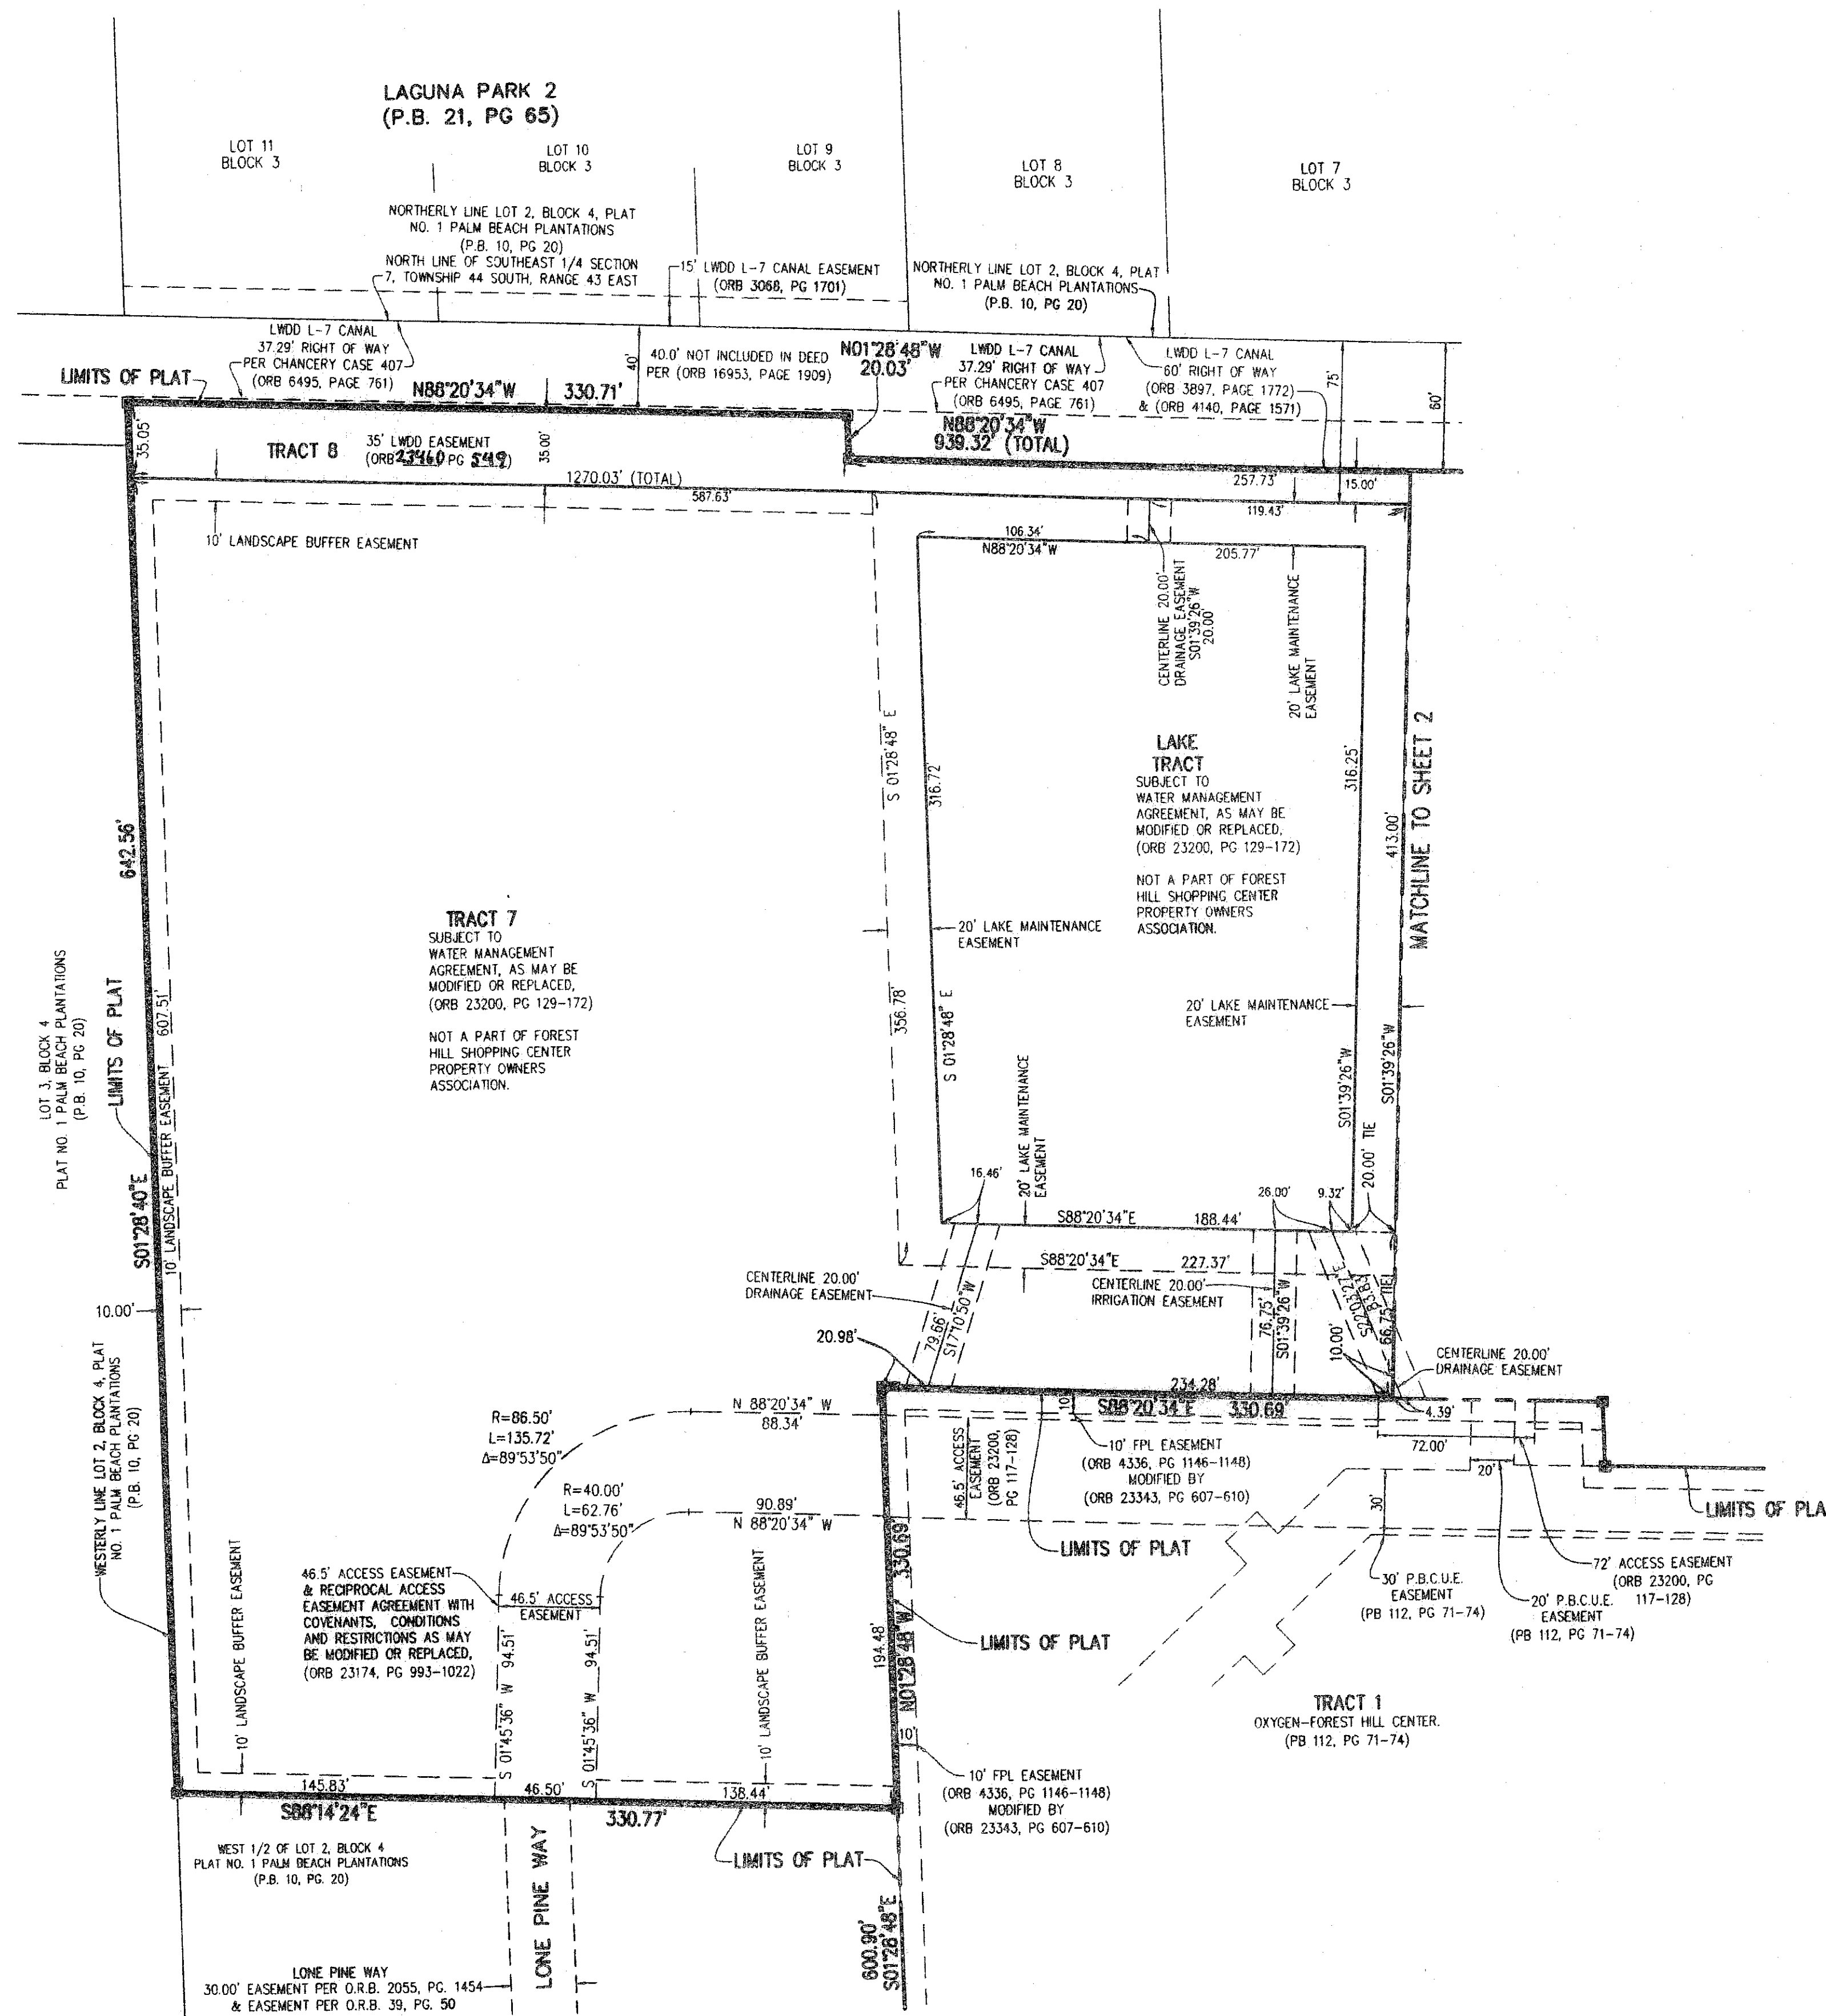 LAGUNA PARK 2
(P.B. 21, PG 65)
LOT 11
BLOCK 3
LOT 10
BLOCK 3
LOT 9
BLOCK 3
LOT 8
BLOCK 3
LOT 7
BLOCK 3
NORTHERLY LINE LOT 2, BLOCK 4, PLAT
NO. 1 PALM BEACH PLANTATIONS
(P.B. 10, PG 20)
NORTH LINE OF SOUTHEAST 1/4 SECTION
7, TOWNSHIP 44 SOUTH, RANGE 43 EAST
15' LWDD L-7 CANAL EASEMENT
(ORB 3068, PG 1701)
NORTHERLY LINE LOT 2, BLOCK 4, PLAT
NO. 1 PALM BEACH PLANTATIONS
(P.B. 10, PG 20)
LWDD L-7 CANAL
37.29' RIGHT OF WAY
PER CHANCERY CASE 407
(ORB 6495, PAGE 761)
40'
40.0' NOT INCLUDED IN DEED
PER (ORB 16953, PAGE 1909)
N01°28'48"W
20.03'
LWDD L-7 CANAL
37.29' RIGHT OF WAY
PER CHANCERY CASE 407
(ORB 6495, PAGE 761)
LWDD L-7 CANAL
60' RIGHT OF WAY
(ORB 3897, PAGE 1772)
& (ORB 4140, PAGE 1571)
75'
60'
LIMITS OF PLAT
N88°20'34"W 330.71'
N88°20'34"W
939.32' (TOTAL)
35.05'
TRACT 8
35' LWDD EASEMENT
(ORB 23460 PG 549)
35.00'
1270.03' (TOTAL)
587.63'
257.73'
15.00'
119.43'
10' LANDSCAPE BUFFER EASEMENT
106.34'
N88°20'34"W
205.77'
CENTERLINE 20.00'
DRAINAGE EASEMENT
S01°39'26"W
20.00'
20' LAKE MAINTENANCE
EASEMENT
S 01°28'48" E
316.72'
LAKE
TRACT
SUBJECT TO
WATER MANAGEMENT
AGREEMENT, AS MAY BE
MODIFIED OR REPLACED,
(ORB 23200, PG 129-172)
NOT A PART OF FOREST
HILL SHOPPING CENTER
PROPERTY OWNERS
ASSOCIATION.
316.25'
413.00'
MATCHLINE TO SHEET 2
642.56'
TRACT 7
SUBJECT TO
WATER MANAGEMENT
AGREEMENT, AS MAY BE
MODIFIED OR REPLACED,
(ORB 23200, PG 129-172)
NOT A PART OF FOREST
HILL SHOPPING CENTER
PROPERTY OWNERS
ASSOCIATION.
20' LAKE MAINTENANCE
EASEMENT
LOT 3, BLOCK 4
PLAT NO. 1 PALM BEACH PLANTATIONS
(P.B. 10, PG 20)
LIMITS OF PLAT
S01°28'40"E
10' LANDSCAPE BUFFER EASEMENT 607.51'
356.78'
S 01°28'48" E
20' LAKE MAINTENANCE
EASEMENT
20' LAKE MAINTENANCE
EASEMENT
S01°39'26"W
S01°39'26"W
16.46'
26.00'
9.32'
20.00' TIE
S88°20'34"E 188.44'
S88°20'34"E 227.37'
10.00'
CENTERLINE 20.00'
DRAINAGE EASEMENT
79.66'
S17°10'50"W
CENTERLINE 20.00'
IRRIGATION EASEMENT
76.75'
S01°39'26"W
S22°03'27"E
83.83'
66.75' TIE
10.00'
CENTERLINE 20.00'
DRAINAGE EASEMENT
20.98'
234.28'
S88°20'34"E 330.69'
4.39'
72.00'
20'
WESTERLY LINE LOT 2, BLOCK 4, PLAT
NO. 1 PALM BEACH PLANTATIONS
(P.B. 10, PG. 20)
R=86.50'
L=135.72'
Δ=89°53'50"
N 88°20'34" W
88.34'
R=40.00'
L=62.76'
Δ=89°53'50"
90.89'
N 88°20'34" W
46.5' ACCESS
EASEMENT
(ORB 23200,
PG 117-128)
10'
10' FPL EASEMENT
(ORB 4336, PG 1146-1148)
MODIFIED BY
(ORB 23343, PG 607-610)
30'
LIMITS OF PLA
LIMITS OF PLAT
72' ACCESS EASEMENT
(ORB 23200, PG
117-128)
30' P.B.C.U.E.
EASEMENT
(PB 112, PG 71-74)
20' P.B.C.U.E.
EASEMENT
(PB 112, PG 71-74)
10' LANDSCAPE BUFFER EASEMENT
46.5' ACCESS EASEMENT
& RECIPROCAL ACCESS
EASEMENT AGREEMENT WITH
COVENANTS, CONDITIONS
AND RESTRICTIONS AS MAY
BE MODIFIED OR REPLACED,
(ORB 23174, PG 993-1022)
46.5' ACCESS
EASEMENT
S 01°45'36" W 94.51'
S 01°45'36" W 94.51'
10' LANDSCAPE BUFFER EASEMENT
194.48'
N01°28'48"W 330.69'
LIMITS OF PLAT
10'
TRACT 1
OXYGEN-FOREST HILL CENTER.
(PB 112, PG 71-74)
10' FPL EASEMENT
(ORB 4336, PG 1146-1148)
MODIFIED BY
(ORB 23343, PG 607-610)
145.83'
46.50'
138.44'
S88°14'24"E
330.77'
WEST 1/2 OF LOT 2, BLOCK 4
PLAT NO. 1 PALM BEACH PLANTATIONS
(P.B. 10, PG. 20)
LONE PINE WAY
LIMITS OF PLAT
600.90'
S01°28'48"E
LONE PINE WAY
30.00' EASEMENT PER O.R.B. 2055, PG. 1454
& EASEMENT PER O.R.B. 39, PG. 50